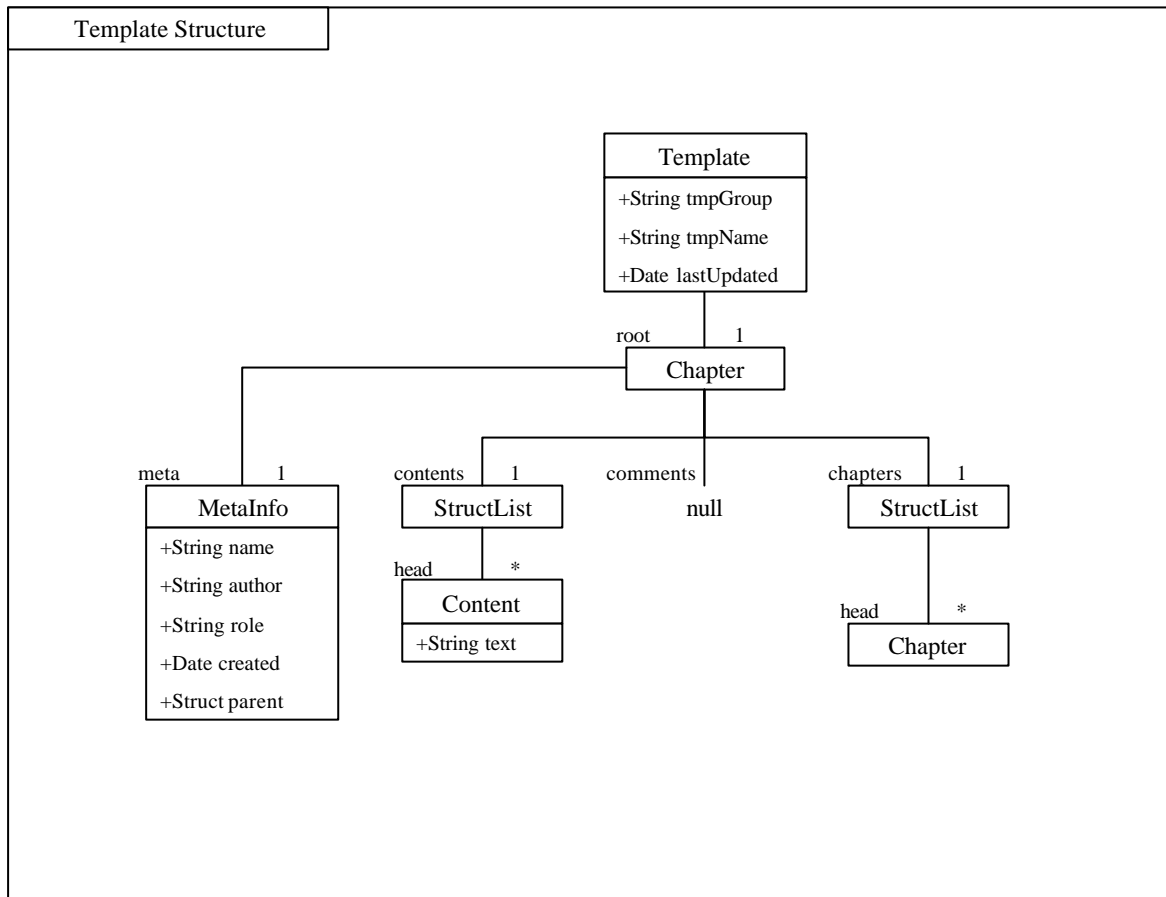 Template Structure
Template
+String tmpGroup
+String tmpName
+Date lastUpdated
root 1
Chapter
meta 1
contents 1
comments
chapters 1
MetaInfo
StructList
null
StructList
+String name
+String author
+String role
+Date created
+Struct parent
head *
Content
+String text
head *
Chapter